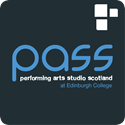 pass
performing arts studio scotland
at Edinburgh College